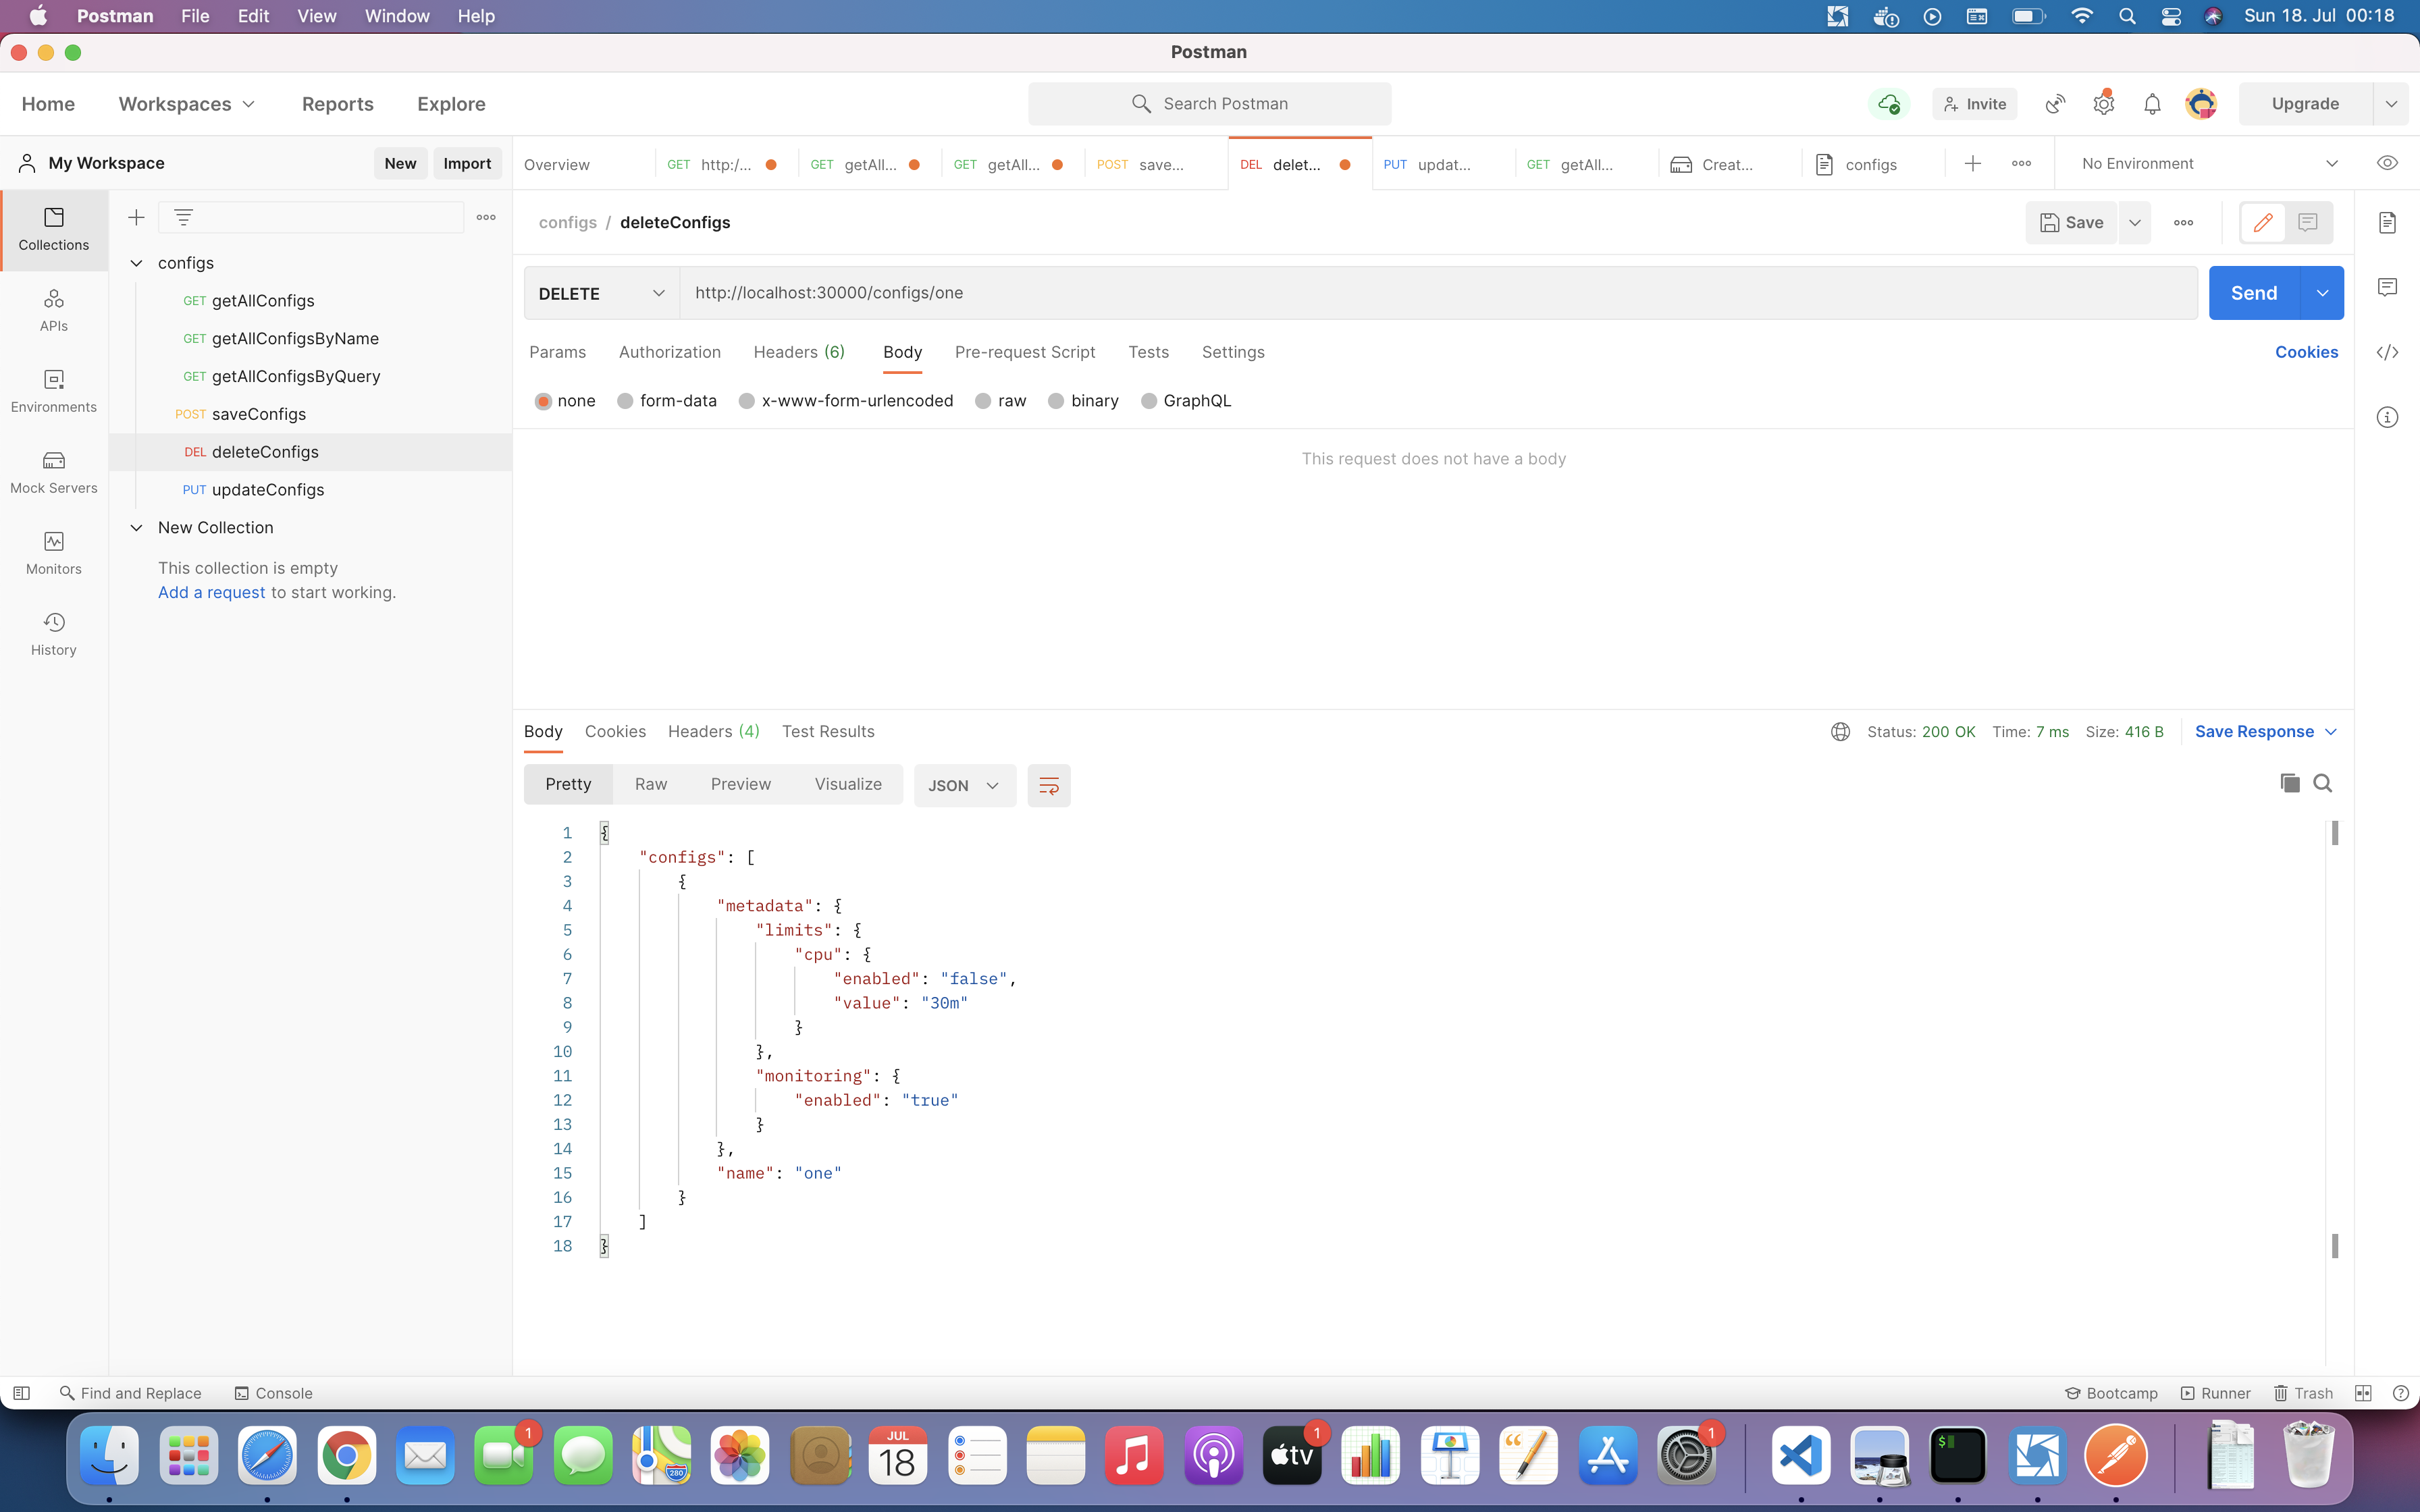 Postman File Edit View Window Help Sun 18. Jul 00:18
Postman
Home Workspaces Reports Explore Search Postman Invite Upgrade
My Workspace New Import Overview GET http:/... GET getAll... GET getAll... POST save... DEL delet... PUT updat... GET getAll... Creat... configs No Environment
Collections
APIs
Environments
Mock Servers
Monitors
History
configs
GET getAllConfigs
GET getAllConfigsByName
GET getAllConfigsByQuery
POST saveConfigs
DEL deleteConfigs
PUT updateConfigs
New Collection
This collection is empty
Add a request to start working.
configs / deleteConfigs Save
DELETE http://localhost:30000/configs/one Send
Params Authorization Headers (6) Body Pre-request Script Tests Settings Cookies
none form-data x-www-form-urlencoded raw binary GraphQL
This request does not have a body
Body Cookies Headers (4) Test Results Status: 200 OK Time: 7 ms Size: 416 B Save Response
Pretty Raw Preview Visualize JSON
1 {
2 "configs": [
3 {
4 "metadata": {
5 "limits": {
6 "cpu": {
7 "enabled": "false",
8 "value": "30m"
9 }
10 },
11 "monitoring": {
12 "enabled": "true"
13 }
14 },
15 "name": "one"
16 }
17 ]
18 }
Find and Replace Console Bootcamp Runner Trash
1 280 JUL 18 tv 1 1 $